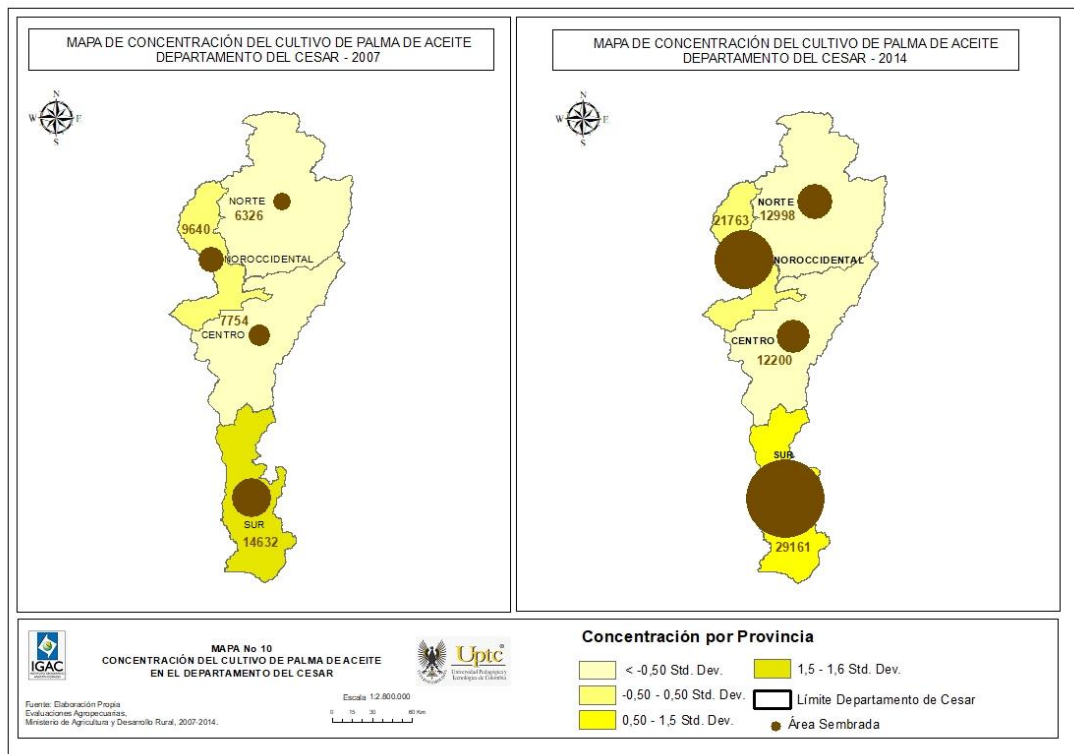 MAPA DE CONCENTRACIÓN DEL CULTIVO DE PALMA DE ACEITE
DEPARTAMENTO DEL CESAR - 2007
N
W E
S
NORTE
6326
9640
NOROCCIDENTAL
7754
CENTRO
SUR
14632
MAPA DE CONCENTRACIÓN DEL CULTIVO DE PALMA DE ACEITE
DEPARTAMENTO DEL CESAR - 2014
N
W E
S
NORTE
12998
21763
NOROCCIDENTAL
CENTRO
12200
SUR
29161
IGAC
MAPA No 10
CONCENTRACIÓN DEL CULTIVO DE PALMA DE ACEITE
EN EL DEPARTAMENTO DEL CESAR
Uptc
Universidad Pedagógica y
Tecnológica de Colombia
Fuente: Elaboración Propia
Evaluaciones Agropecuarias,
Ministerio de Agricultura y Desarrollo Rural, 2007-2014.
Escala 1:2.800.000
0 15 30 60 Km
Concentración por Provincia
< -0,50 Std. Dev.
-0,50 - 0,50 Std. Dev.
0,50 - 1,5 Std. Dev.
1,5 - 1,6 Std. Dev.
Límite Departamento de Cesar
Área Sembrada